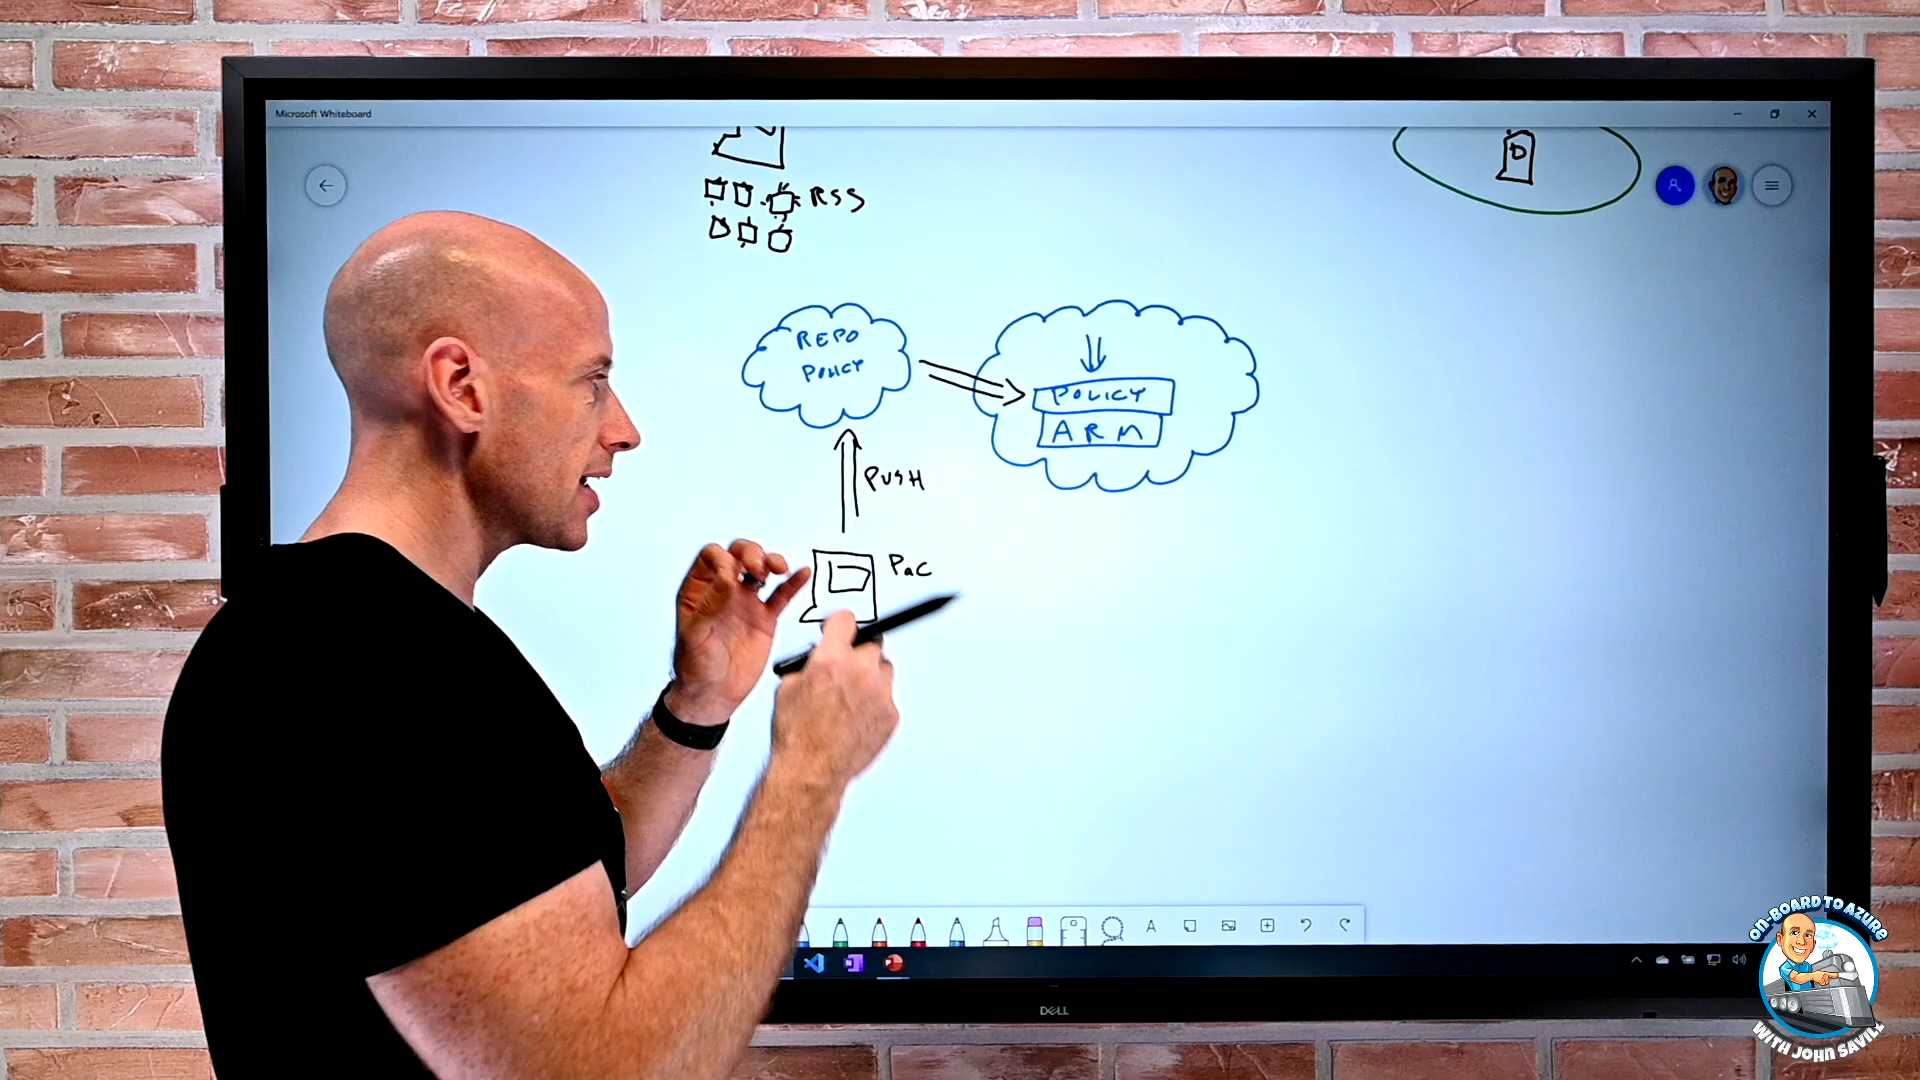 Microsoft Whiteboard
D
RSS
REPO
POLICY
POLICY
ARM
PUSH
PaC
A
DELL
ON-BOARD TO AZURE
WITH JOHN SAVILL